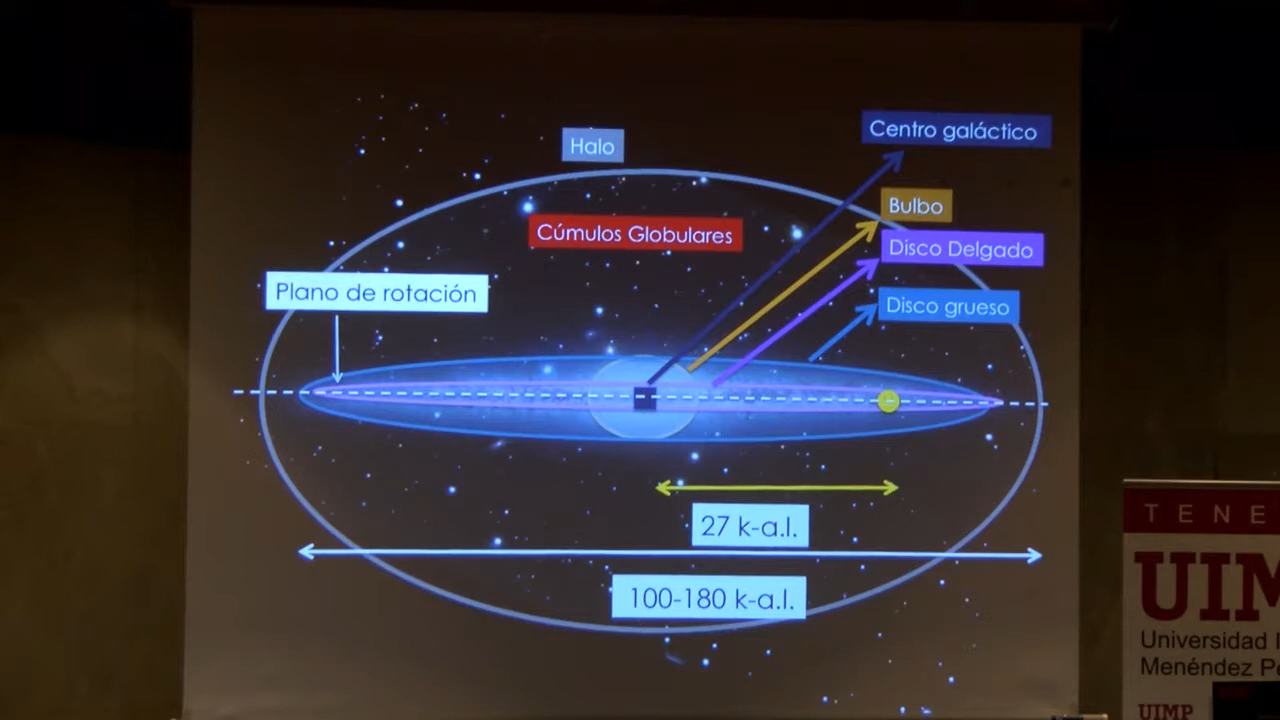 Centro galáctico
Halo
Bulbo
Cúmulos Globulares
Disco Delgado
Plano de rotación
Disco grueso
27 k-a.l.
100-180 k-a.l.
TENE
UIM
Universidad
Menéndez
UIMP